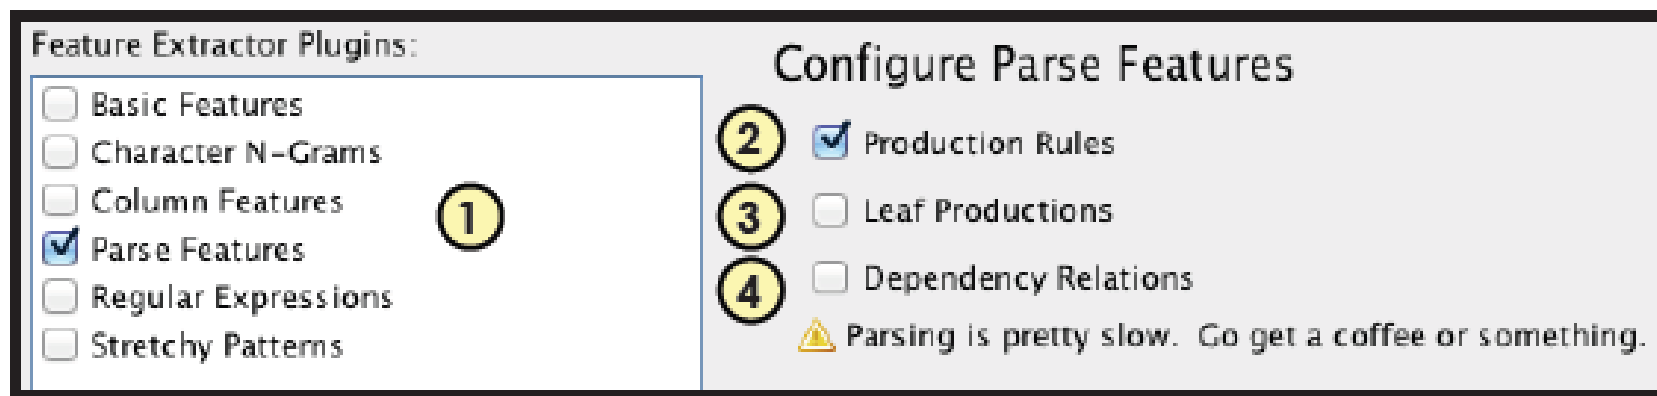 Feature Extractor Plugins:
Basic Features
Character N-Grams
Column Features
Parse Features
Regular Expressions
Stretchy Patterns
1
Configure Parse Features
2 Production Rules
3 Leaf Productions
4 Dependency Relations
Parsing is pretty slow. Go get a coffee or something.